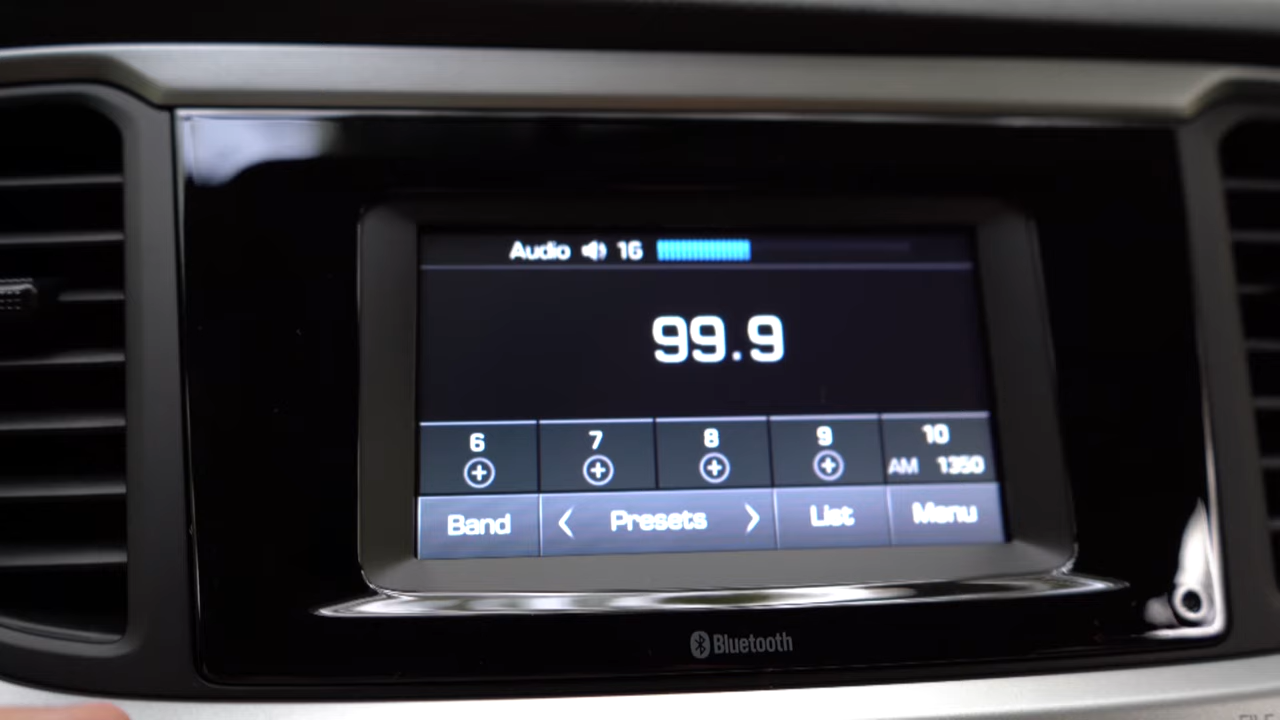 Audio 16
99.9
6 7 8 9 10
AM 1350
Band < Presets > List Menu
Bluetooth